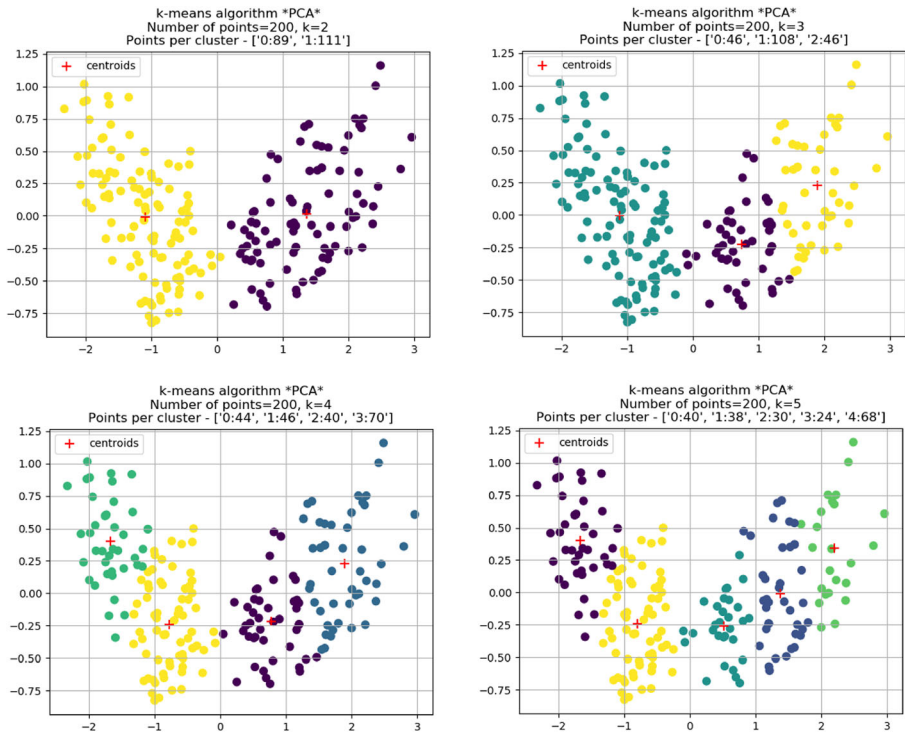 k-means algorithm *PCA*
Number of points=200, k=2
Points per cluster - ['0:89', '1:111']
centroids
1.25
1.00
0.75
0.50
0.25
0.00
−0.25
−0.50
−0.75
−2 −1 0 1 2 3
k-means algorithm *PCA*
Number of points=200, k=3
Points per cluster - ['0:46', '1:108', '2:46']
centroids
1.25
1.00
0.75
0.50
0.25
0.00
−0.25
−0.50
−0.75
−2 −1 0 1 2 3
k-means algorithm *PCA*
Number of points=200, k=4
Points per cluster - ['0:44', '1:46', '2:40', '3:70']
centroids
1.25
1.00
0.75
0.50
0.25
0.00
−0.25
−0.50
−0.75
−2 −1 0 1 2 3
k-means algorithm *PCA*
Number of points=200, k=5
Points per cluster - ['0:40', '1:38', '2:30', '3:24', '4:68']
centroids
1.25
1.00
0.75
0.50
0.25
0.00
−0.25
−0.50
−0.75
−2 −1 0 1 2 3